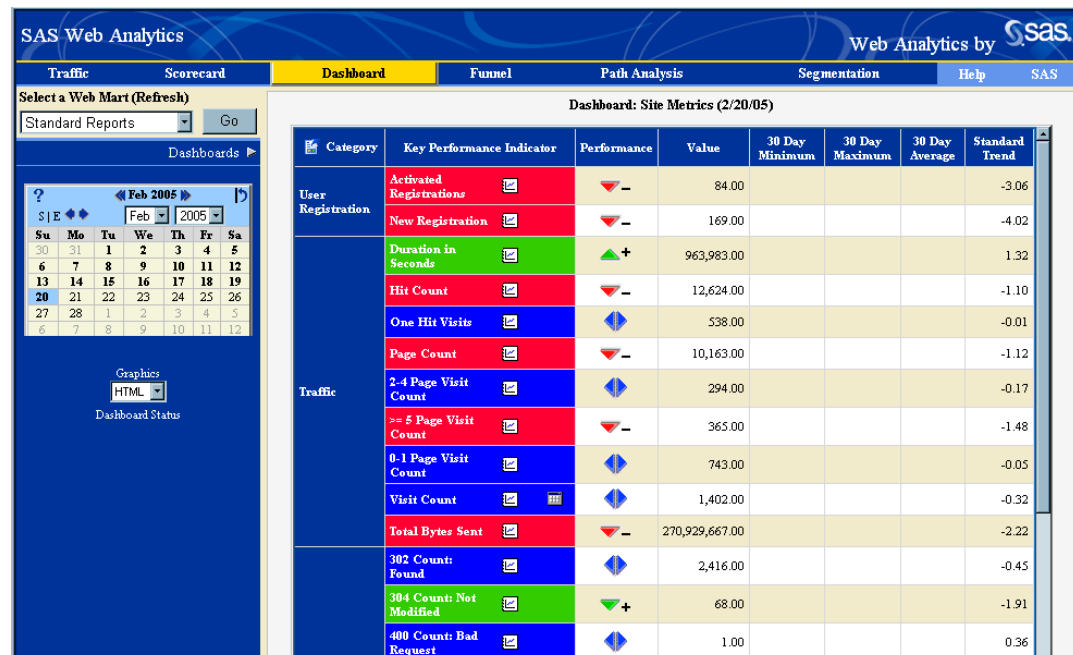 SAS Web Analytics
Web Analytics by Ssas.
Traffic Scorecard Dashboard Funnel Path Analysis Segmentation Help SAS
Select a Web Mart (Refresh)
Standard Reports Go
Dashboards
? Feb 2005
S | E Feb 2005
Su Mo Tu We Th Fr Sa
30 31 1 2 3 4 5
6 7 8 9 10 11 12
13 14 15 16 17 18 19
20 21 22 23 24 25 26
27 28 1 2 3 4 5
6 7 8 9 10 11 12
Graphics
HTML
Dashboard Status
Dashboard: Site Metrics (2/20/05)
Category Key Performance Indicator Performance Value 30 Day Minimum 30 Day Maximum 30 Day Average Standard Trend
User Registration
Activated Registrations – 84.00 -3.06
New Registration – 169.00 -4.02
Traffic
Duration in Seconds + 963,983.00 1.32
Hit Count – 12,624.00 -1.10
One Hit Visits 538.00 -0.01
Page Count – 10,163.00 -1.12
2-4 Page Visit Count 294.00 -0.17
>= 5 Page Visit Count – 365.00 -1.48
0-1 Page Visit Count 743.00 -0.05
Visit Count 1,402.00 -0.32
Total Bytes Sent – 270,929,667.00 -2.22
302 Count: Found 2,416.00 -0.45
304 Count: Not Modified + 68.00 -1.91
400 Count: Bad Request 1.00 0.36